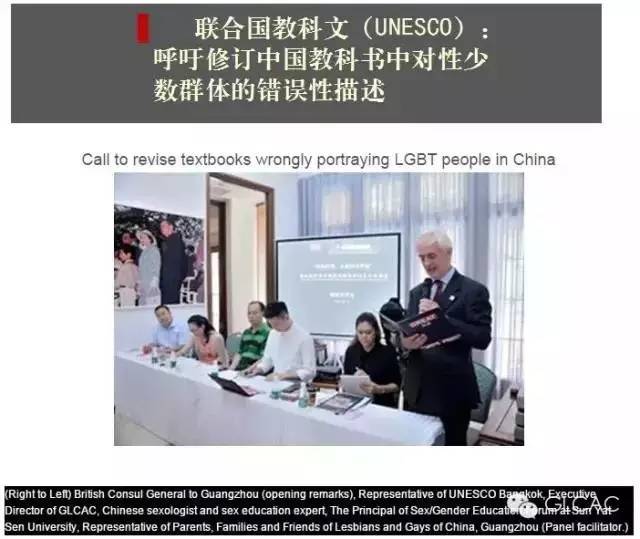 联合国教科文（UNESCO）：
呼吁修订中国教科书中对性少
数群体的错误性描述
Call to revise textbooks wrongly portraying LGBT people in China
(Right to Left) British Consul General to Guangzhou (opening remarks), Representative of UNESCO Bangkok, Executive
Director of GLCAC, Chinese sexologist and sex education expert, The Principal of Sex/Gender Education Forum at Sun Yat
Sen University, Representative of Parents, Families and Friends of Lesbians and Gays of China, Guangzhou (Panel facilitator.)
GLCAC